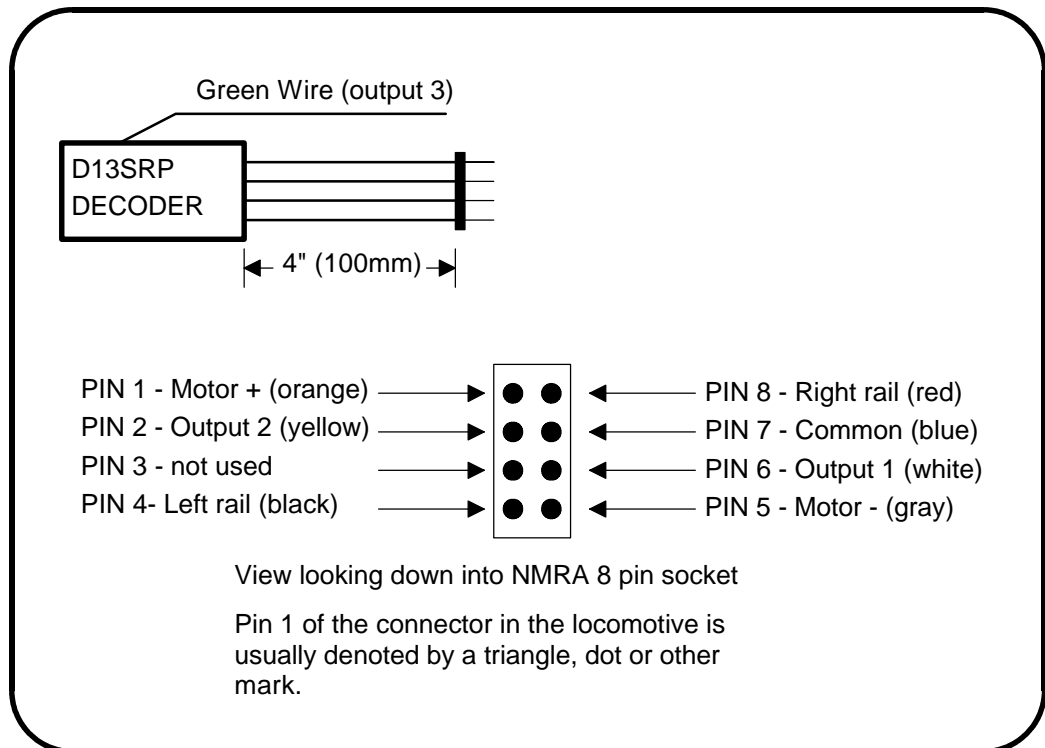 Green Wire (output 3)
D13SRP
DECODER
4" (100mm)
PIN 1 - Motor + (orange)
PIN 2 - Output 2 (yellow)
PIN 3 - not used
PIN 4- Left rail (black)
PIN 8 - Right rail (red)
PIN 7 - Common (blue)
PIN 6 - Output 1 (white)
PIN 5 - Motor - (gray)
View looking down into NMRA 8 pin socket
Pin 1 of the connector in the locomotive is
usually denoted by a triangle, dot or other
mark.